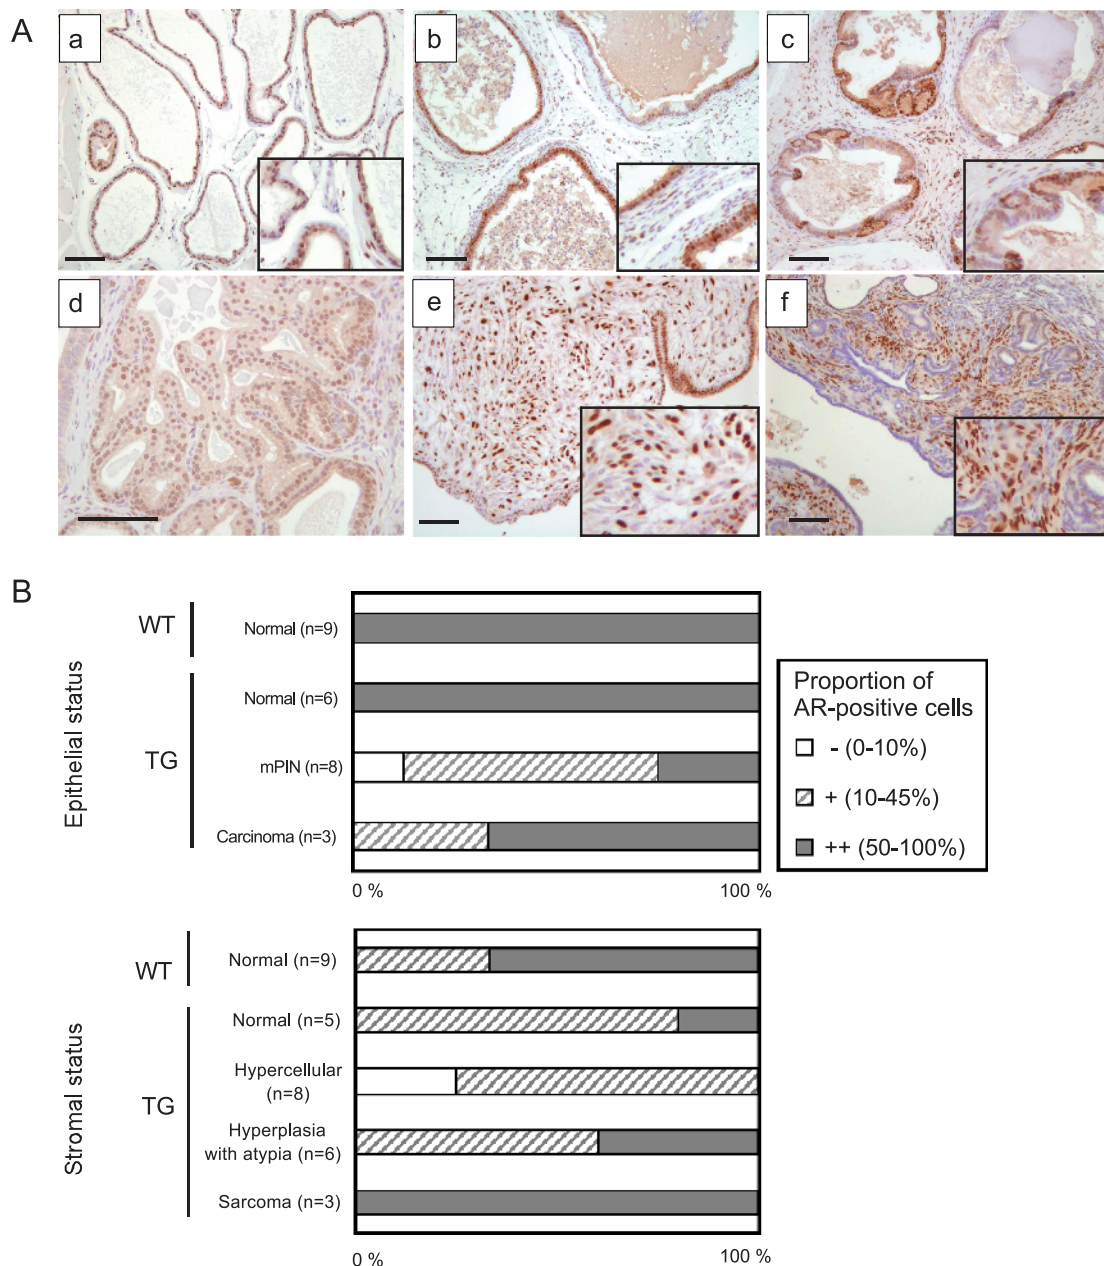 A
a
b
c
d
e
f
B
Epithelial status
WT
Normal (n=9)
TG
Normal (n=6)
mPIN (n=8)
Carcinoma (n=3)
0 %
100 %
Proportion of
AR-positive cells
- (0-10%)
+ (10-45%)
++ (50-100%)
Stromal status
WT
Normal (n=9)
TG
Normal (n=5)
Hypercellular
(n=8)
Hyperplasia
with atypia (n=6)
Sarcoma (n=3)
0 %
100 %